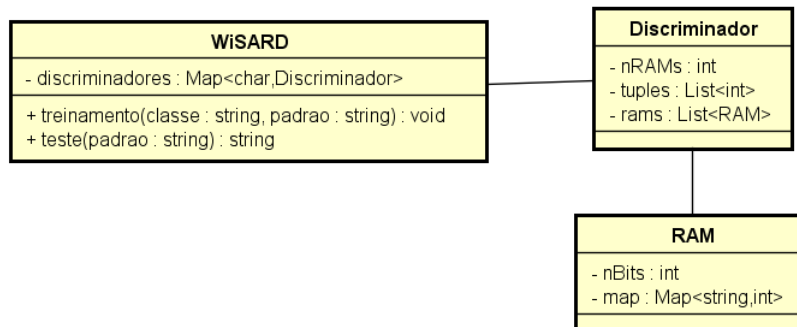 WiSARD
- discriminadores : Map<char,Discriminador>
+ treinamento(classe : string, padrao : string) : void
+ teste(padrao : string) : string
Discriminador
- nRAMs : int
- tuples : List<int>
- rams : List<RAM>
RAM
- nBits : int
- map : Map<string,int>